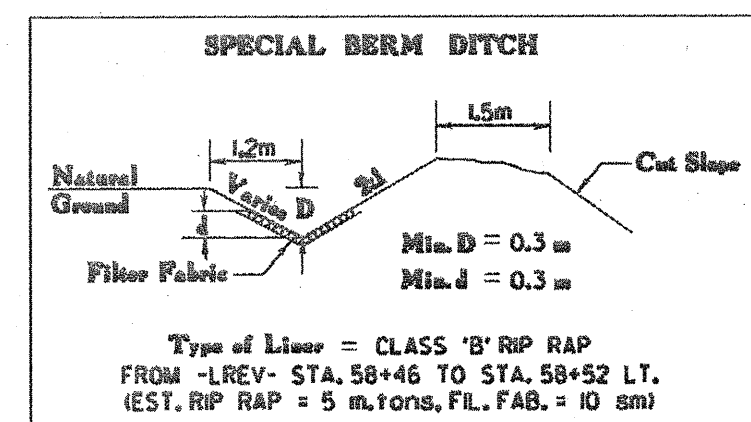 SPECIAL BERM DITCH
1.5m
1.2m
Natural
Ground
Varies
D
2:1
Cut Slope
d
Min. D = 0.3 m
Filter Fabric
Min. d = 0.3 m
Type of Liner = CLASS 'B' RIP RAP
FROM -LREV- STA. 58+46 TO STA. 58+52 LT.
(EST. RIP RAP = 5 m.tons, FIL. FAB. = 10 sm)